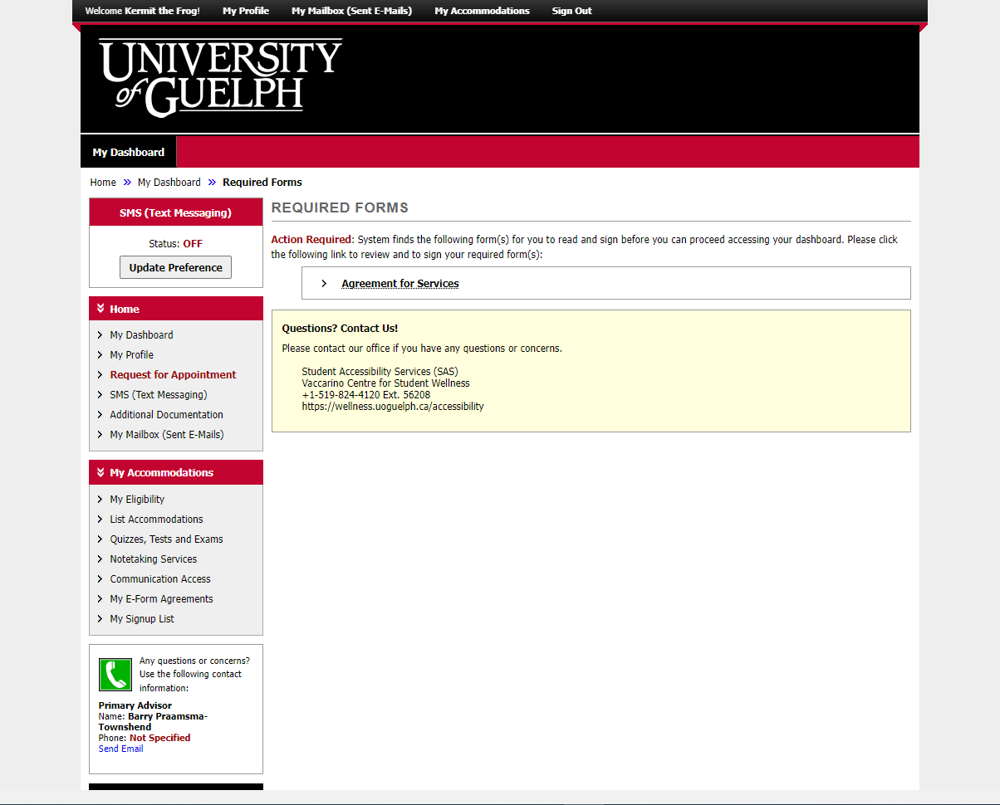 Welcome Kermit the Frog! My Profile My Mailbox (Sent E-Mails) My Accommodations Sign Out
UNIVERSITY
of GUELPH
My Dashboard
Home » My Dashboard » Required Forms
SMS (Text Messaging)
Status: OFF
Update Preference
Home
My Dashboard
My Profile
Request for Appointment
SMS (Text Messaging)
Additional Documentation
My Mailbox (Sent E-Mails)
My Accommodations
My Eligibility
List Accommodations
Quizzes, Tests and Exams
Notetaking Services
Communication Access
My E-Form Agreements
My Signup List
Any questions or concerns?
Use the following contact
information:
Primary Advisor
Name: Barry Praamsma-
Townshend
Phone: Not Specified
Send Email
REQUIRED FORMS
Action Required: System finds the following form(s) for you to read and sign before you can proceed accessing your dashboard. Please click
the following link to review and to sign your required form(s):
Agreement for Services
Questions? Contact Us!
Please contact our office if you have any questions or concerns.
Student Accessibility Services (SAS)
Vaccarino Centre for Student Wellness
+1-519-824-4120 Ext. 56208
https://wellness.uoguelph.ca/accessibility